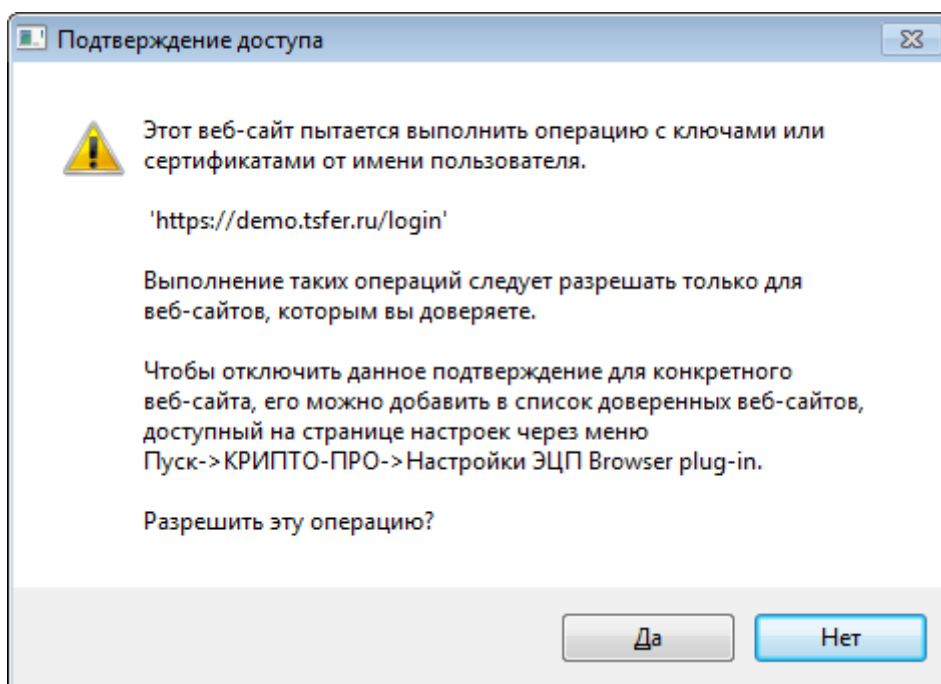 Подтверждение доступа
Этот веб-сайт пытается выполнить операцию с ключами или
сертификатами от имени пользователя.
'https://demo.tsfer.ru/login'
Выполнение таких операций следует разрешать только для
веб-сайтов, которым вы доверяете.
Чтобы отключить данное подтверждение для конкретного
веб-сайта, его можно добавить в список доверенных веб-сайтов,
доступный на странице настроек через меню
Пуск->КРИПТО-ПРО->Настройки ЭЦП Browser plug-in.
Разрешить эту операцию?
Да
Нет